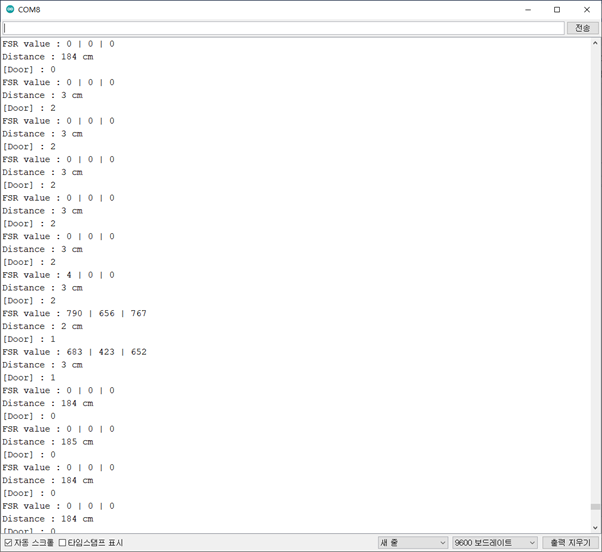 COM8
전송
FSR value : 0 | 0 | 0
Distance : 184 cm
[Door] : 0
FSR value : 0 | 0 | 0
Distance : 3 cm
[Door] : 2
FSR value : 0 | 0 | 0
Distance : 3 cm
[Door] : 2
FSR value : 0 | 0 | 0
Distance : 3 cm
[Door] : 2
FSR value : 0 | 0 | 0
Distance : 3 cm
[Door] : 2
FSR value : 0 | 0 | 0
Distance : 3 cm
[Door] : 2
FSR value : 4 | 0 | 0
Distance : 3 cm
[Door] : 2
FSR value : 790 | 656 | 767
Distance : 2 cm
[Door] : 1
FSR value : 683 | 423 | 652
Distance : 3 cm
[Door] : 1
FSR value : 0 | 0 | 0
Distance : 184 cm
[Door] : 0
FSR value : 0 | 0 | 0
Distance : 185 cm
[Door] : 0
FSR value : 0 | 0 | 0
Distance : 184 cm
[Door] : 0
FSR value : 0 | 0 | 0
Distance : 184 cm
[Door] : 0
자동 스크롤 타임스탬프 표시 새 줄 9600 보드레이트 출력 지우기